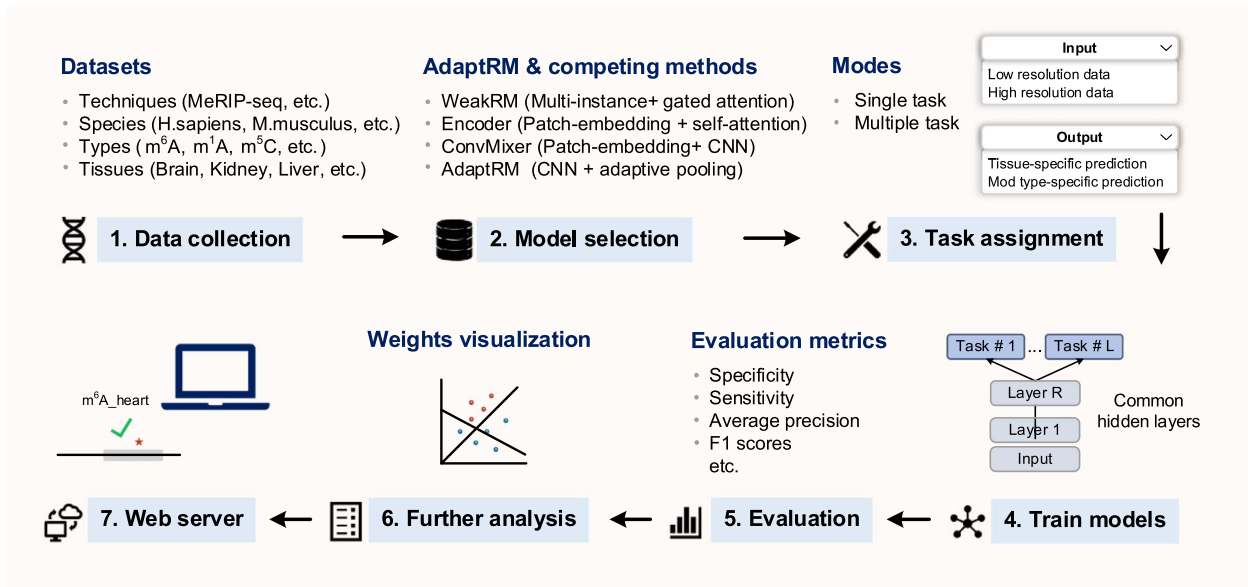 Datasets
• Techniques (MeRIP-seq, etc.)
• Species (H.sapiens, M.musculus, etc.)
• Types ( m⁶A, m¹A, m⁵C, etc.)
• Tissues (Brain, Kidney, Liver, etc.)
AdaptRM & competing methods
• WeakRM (Multi-instance+ gated attention)
• Encoder (Patch-embedding + self-attention)
• ConvMixer (Patch-embedding+ CNN)
• AdaptRM (CNN + adaptive pooling)
Modes
• Single task
• Multiple task
Input
Low resolution data
High resolution data
Output
Tissue-specific prediction
Mod type-specific prediction
1. Data collection
2. Model selection
3. Task assignment
m⁶A_heart
Weights visualization
Evaluation metrics
• Specificity
• Sensitivity
• Average precision
• F1 scores
etc.
Task # 1 ... Task # L
Layer R
Layer 1
Input
Common
hidden layers
7. Web server
6. Further analysis
5. Evaluation
4. Train models